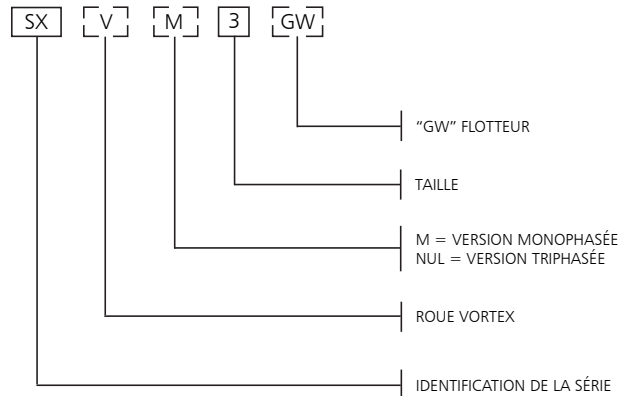 SX V M 3 GW
“GW” FLOTTEUR
TAILLE
M = VERSION MONOPHASÉE
NUL = VERSION TRIPHASÉE
ROUE VORTEX
IDENTIFICATION DE LA SÉRIE